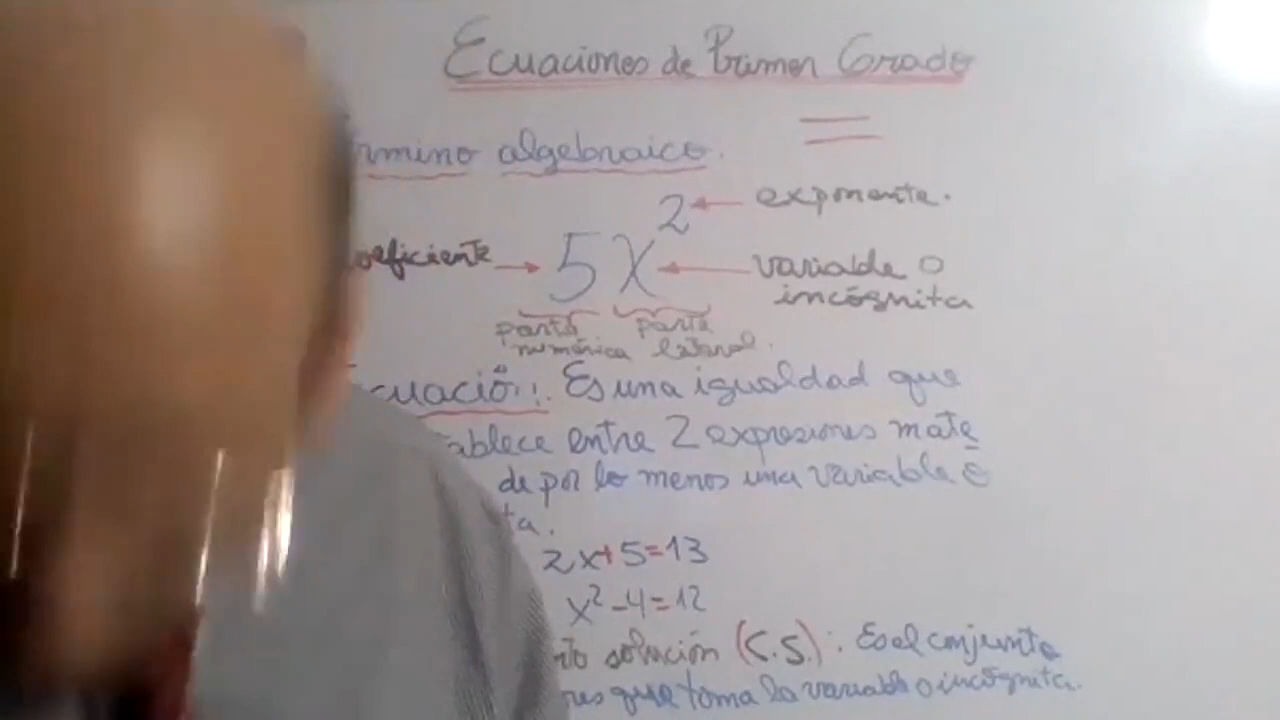 Ecuaciones de Primer Grado
=
rmino algebraico.
2 ← exponente.
oeficiente → 5x ← variable o
incógnita
parte parte
numérica literal.
cuación: Es una igualdad que
ablece entre 2 expresiones mate
de por lo menos una variable o
ta.
2x+5=13
x²-4=12
nto solución (C.S.): Es el conjunto
res que toma la variable o incógnita.